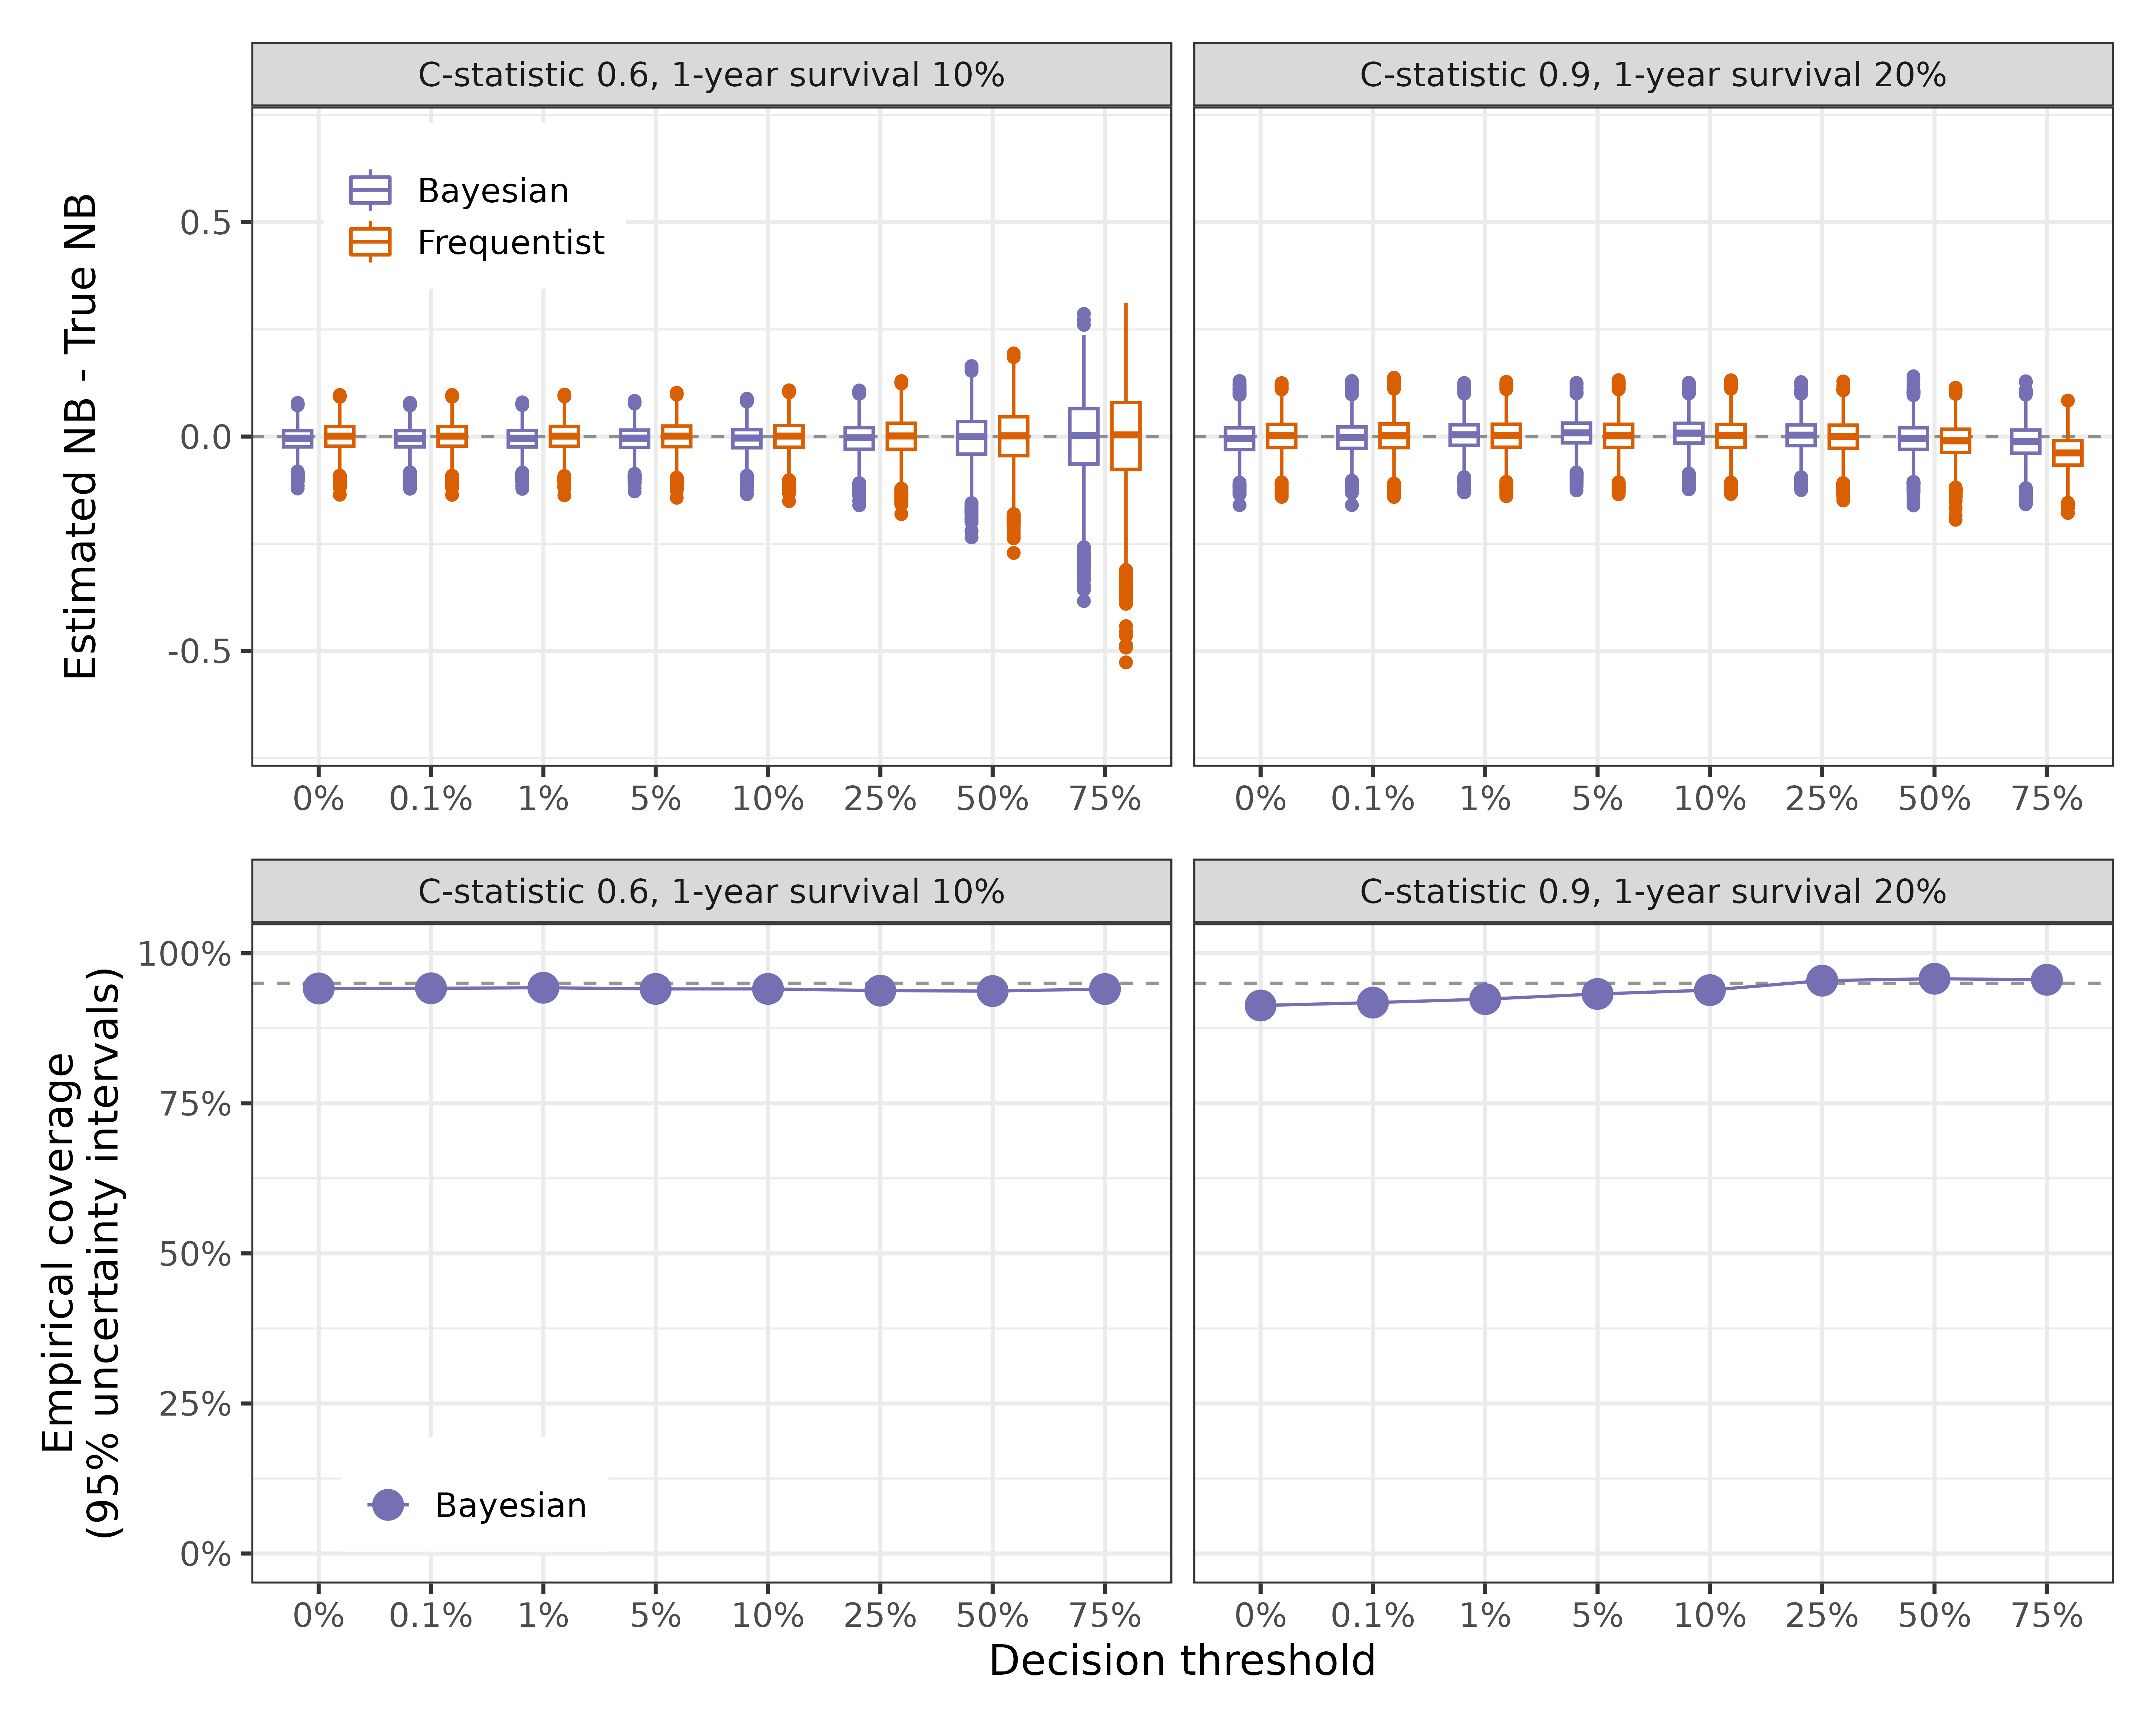 C-statistic 0.6, 1-year survival 10%
C-statistic 0.9, 1-year survival 20%
Estimated NB - True NB
0.5
0.0
-0.5
Bayesian
Frequentist
0% 0.1% 1% 5% 10% 25% 50% 75%
0% 0.1% 1% 5% 10% 25% 50% 75%
C-statistic 0.6, 1-year survival 10%
C-statistic 0.9, 1-year survival 20%
Empirical coverage
(95% uncertainty intervals)
100%
75%
50%
25%
0%
Bayesian
0% 0.1% 1% 5% 10% 25% 50% 75%
0% 0.1% 1% 5% 10% 25% 50% 75%
Decision threshold